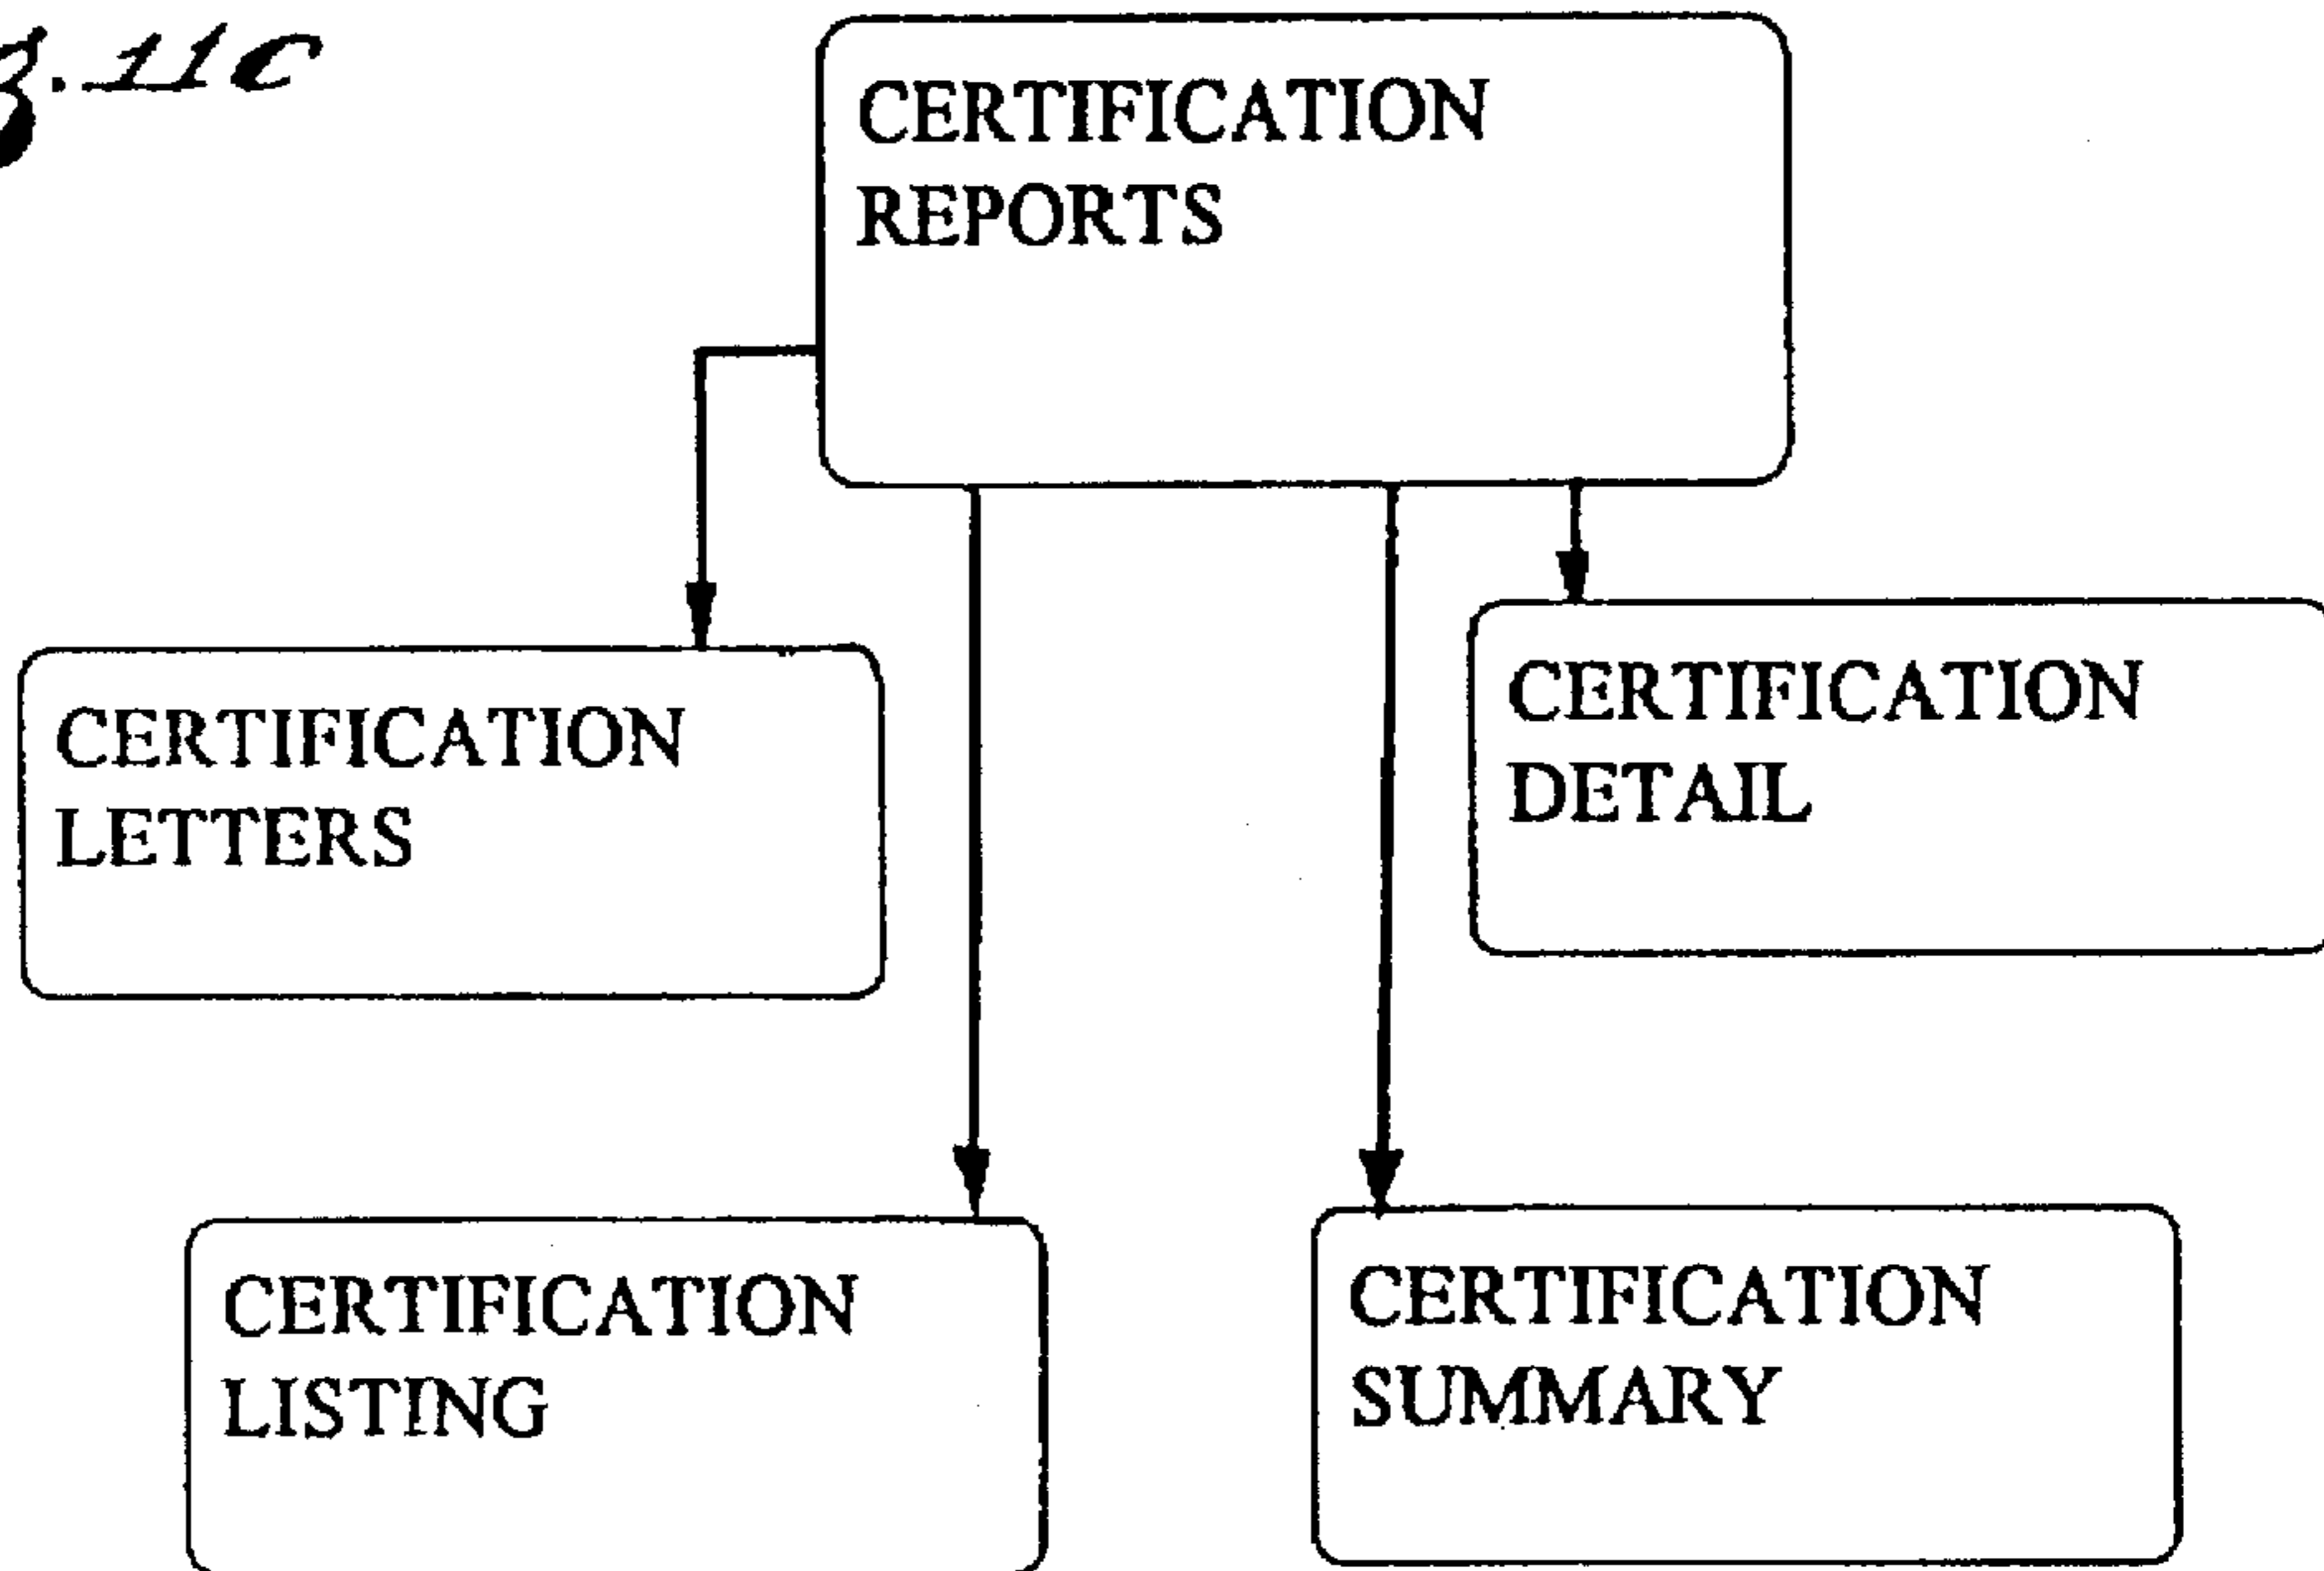 g. 11C
CERTIFICATION
REPORTS
CERTIFICATION
LETTERS
CERTIFICATION
DETAIL
CERTIFICATION
LISTING
CERTIFICATION
SUMMARY